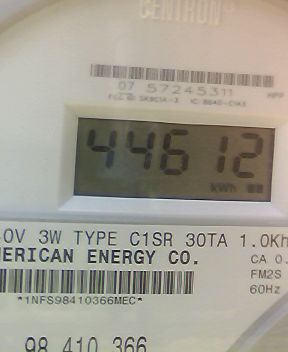 CENTRON®
07 57245311
44612
kWh
0V 3W TYPE C1SR 30TA 1.0Kh
MERICAN ENERGY CO.
CA 0.
FM2S
60Hz
*1NFS98410366MEC*
98 410 366